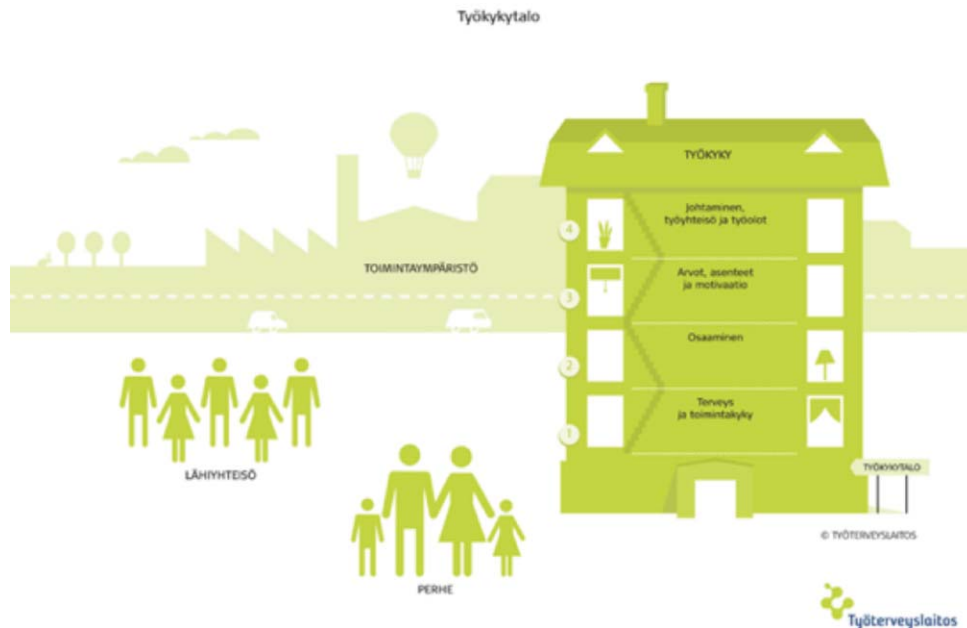 Työkykytalo
TYÖKYKY
4
Johtaminen,
työyhteisö ja työolot
TOIMINTAYMPÄRISTÖ
3
Arvot, asenteet
ja motivaatio
2
Osaaminen
1
Terveys
ja toimintakyky
LÄHIYHTEISÖ
TYÖKYKYTALO
© TYÖTERVEYSLAITOS
PERHE
Työterveyslaitos